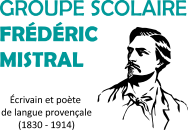 GROUPE SCOLAIRE
FRÉDÉRIC
MISTRAL
Écrivain et poète
de langue provençale
(1830 - 1914)